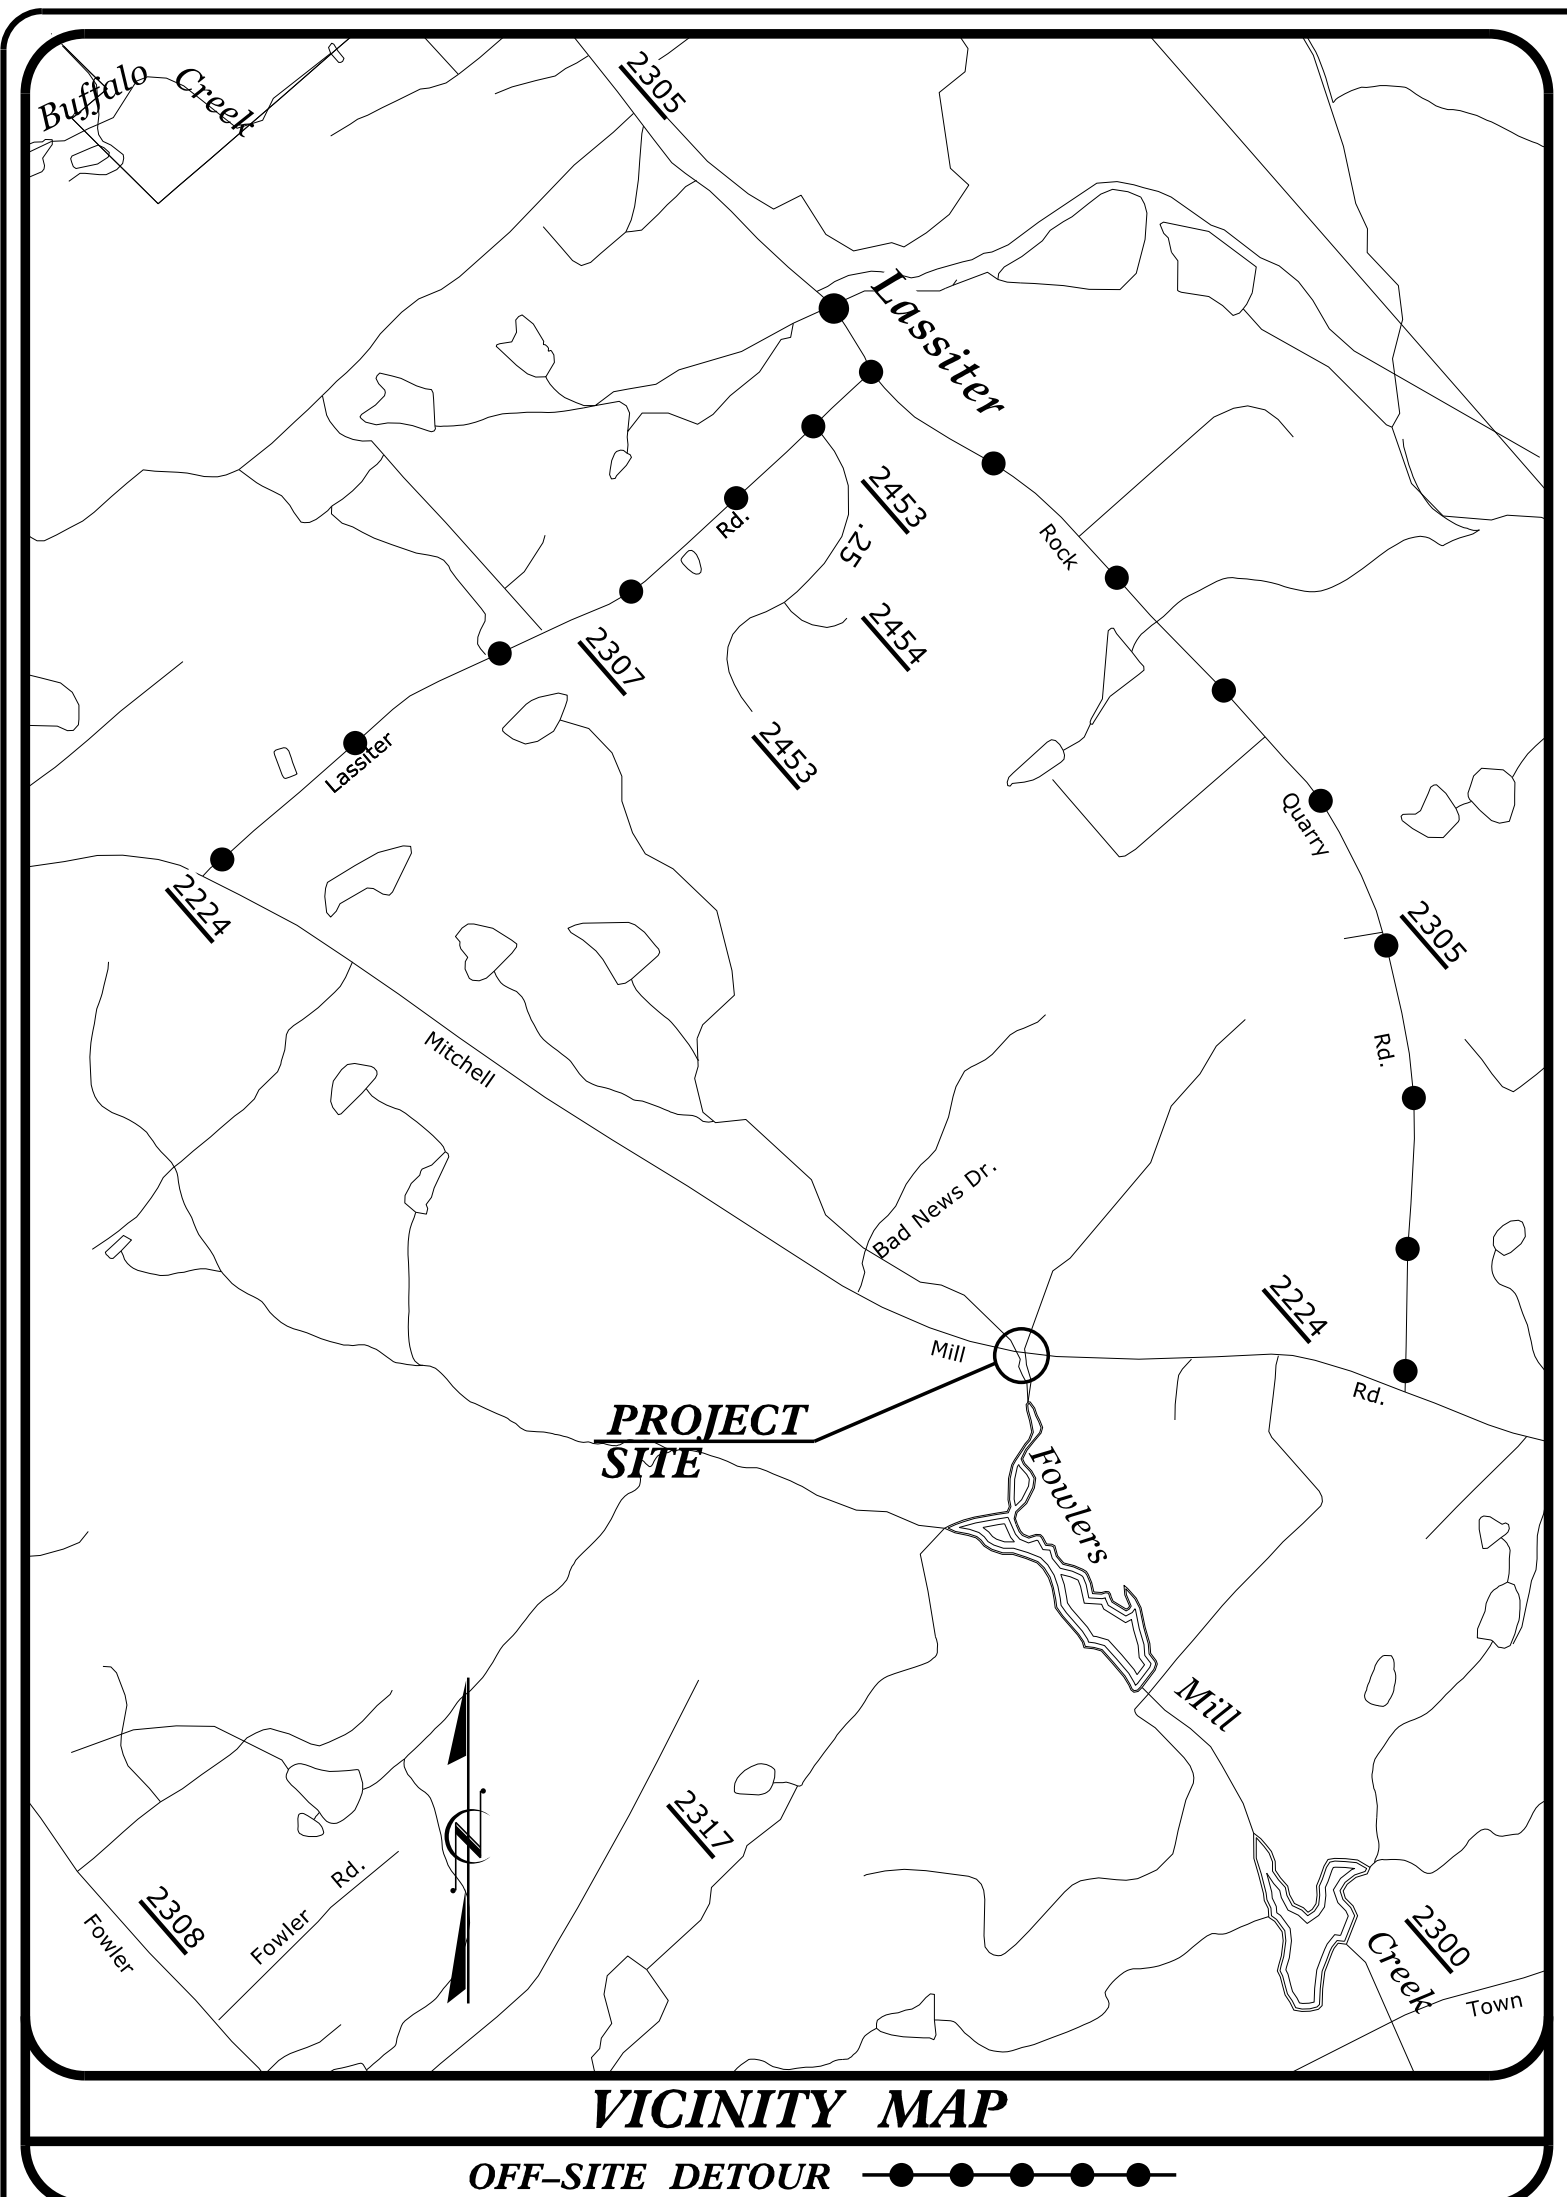 Buffalo Creek
2305
Lassiter
2453
Rd.
.25
Rock
2454
2307
2453
Lassiter
Quarry
2224
2305
Mitchell
Rd.
Bad News Dr.
2224
Mill
Rd.
PROJECT
SITE
Fowlers
Mill
2317
N
Rd.
2308
Fowler
Fowler
2300
Creek
Town
VICINITY MAP
OFF-SITE DETOUR